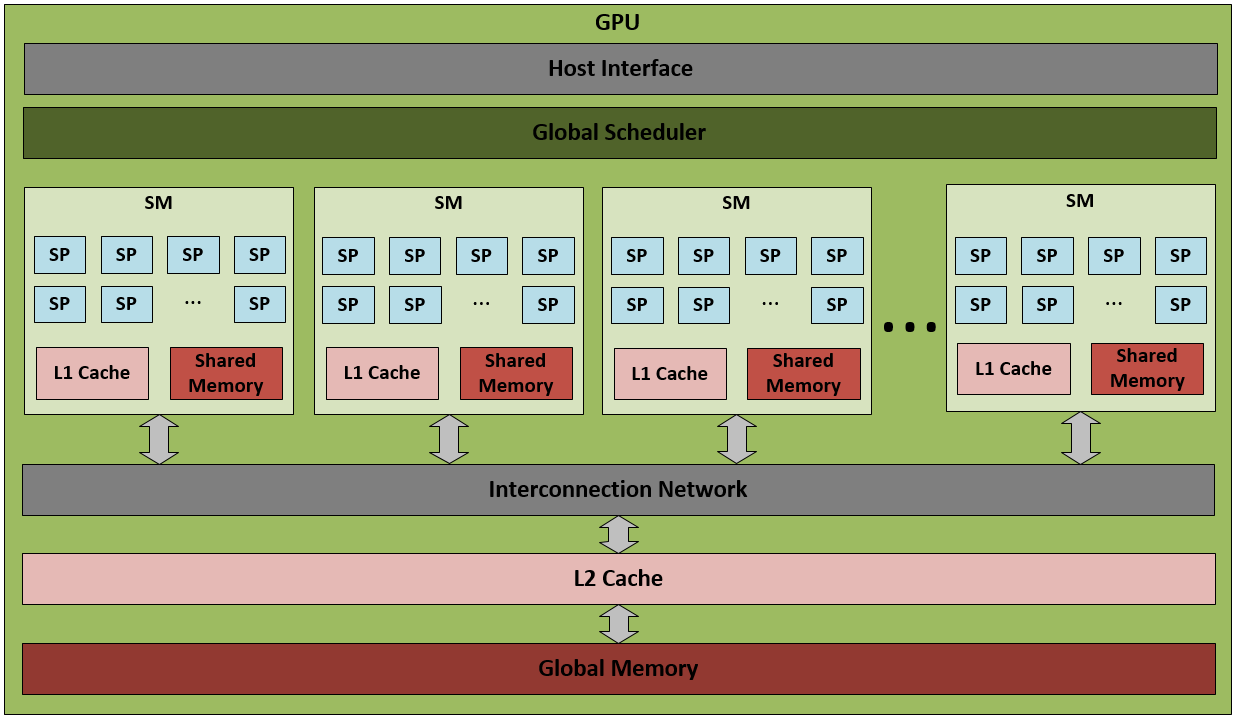 GPU
Host Interface
Global Scheduler
SM
SP SP SP SP
SP SP ... SP
L1 Cache
Shared
Memory
SM
SP SP SP SP
SP SP ... SP
L1 Cache
Shared
Memory
SM
SP SP SP SP
SP SP ... SP
L1 Cache
Shared
Memory
...
SM
SP SP SP SP
SP SP ... SP
L1 Cache
Shared
Memory
Interconnection Network
L2 Cache
Global Memory